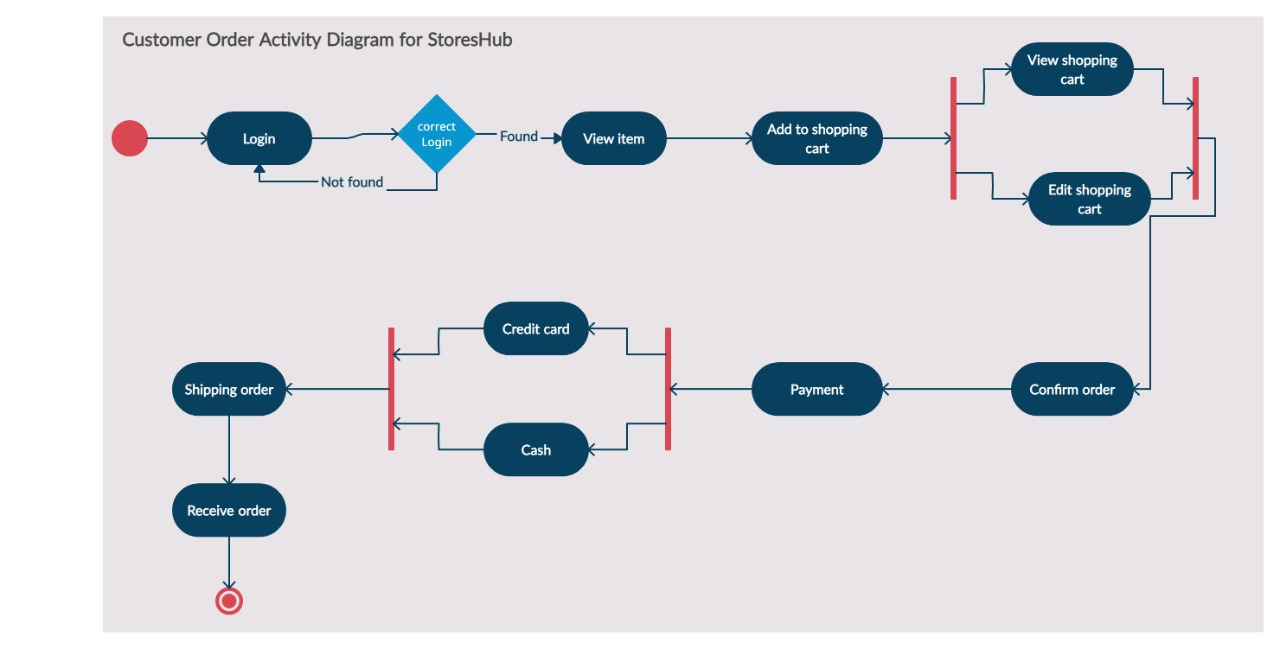 Customer Order Activity Diagram for StoresHub
View shopping
cart
Login
correct
Login
Found
View item
Add to shopping
cart
Not found
Edit shopping
cart
Credit card
Shipping order
Payment
Confirm order
Cash
Receive order